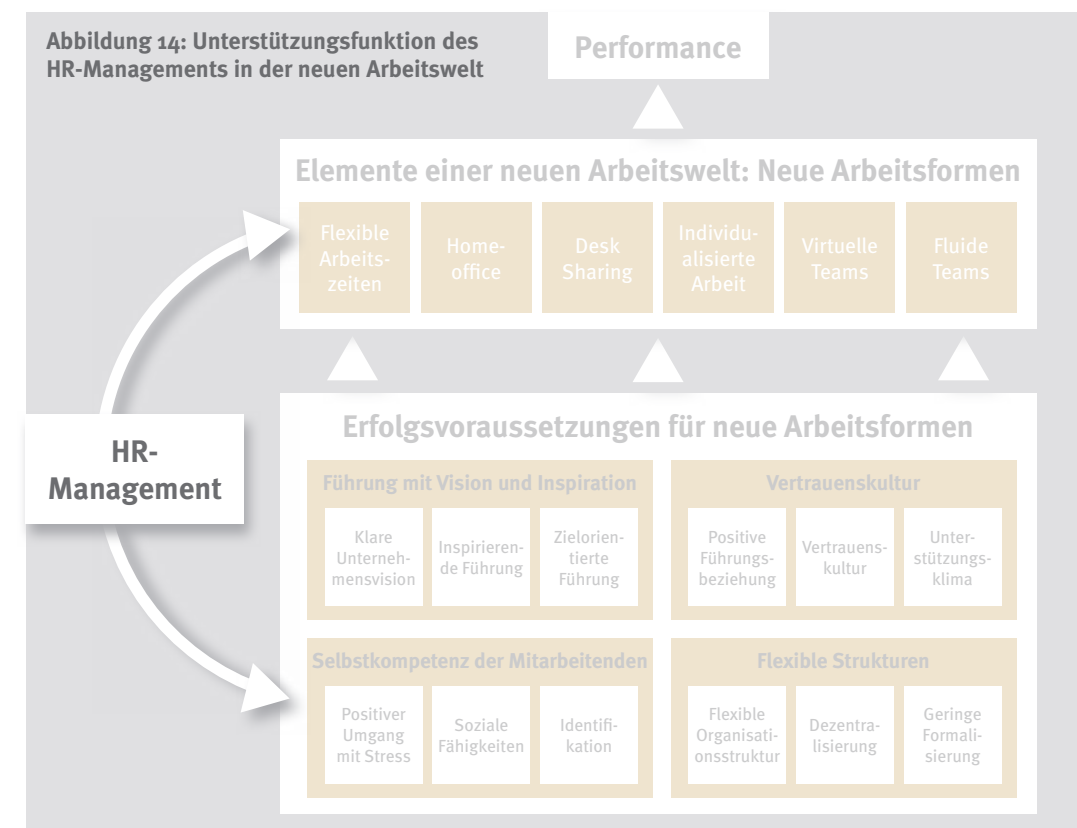 Abbildung 14: Unterstützungsfunktion des
HR-Managements in der neuen Arbeitswelt
Performance
Elemente einer neuen Arbeitswelt: Neue Arbeitsformen
Flexible
Arbeits-
zeiten
Home-
office
Desk
Sharing
Individu-
alisierte
Arbeit
Virtuelle
Teams
Fluide
Teams
HR-
Management
Erfolgsvoraussetzungen für neue Arbeitsformen
Führung mit Vision und Inspiration
Klare
Unterneh-
mensvision
Inspirieren-
de Führung
Zielorien-
tierte
Führung
Vertrauenskultur
Positive
Führungs-
beziehung
Vertrauens-
kultur
Unter-
stützungs-
klima
Selbstkompetenz der Mitarbeitenden
Positiver
Umgang
mit Stress
Soziale
Fähigkeiten
Identifi-
kation
Flexible Strukturen
Flexible
Organisati-
onsstruktur
Dezentra-
lisierung
Geringe
Formali-
sierung